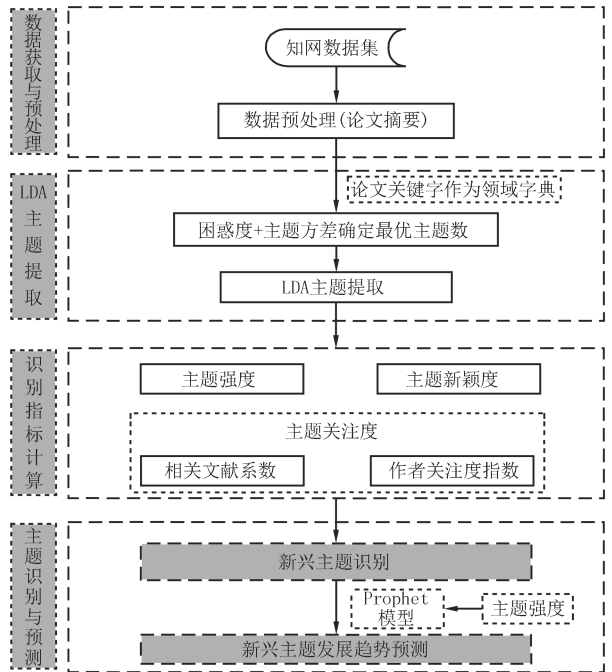 数据获取与预处理
知网数据集
数据预处理(论文摘要)
LDA
主题提取
论文关键字作为领域字典
困惑度+主题方差确定最优主题数
LDA主题提取
识别指标计算
主题强度
主题新颖度
主题关注度
相关文献系数
作者关注度指数
主题识别与预测
新兴主题识别
Prophet
模型
主题强度
新兴主题发展趋势预测